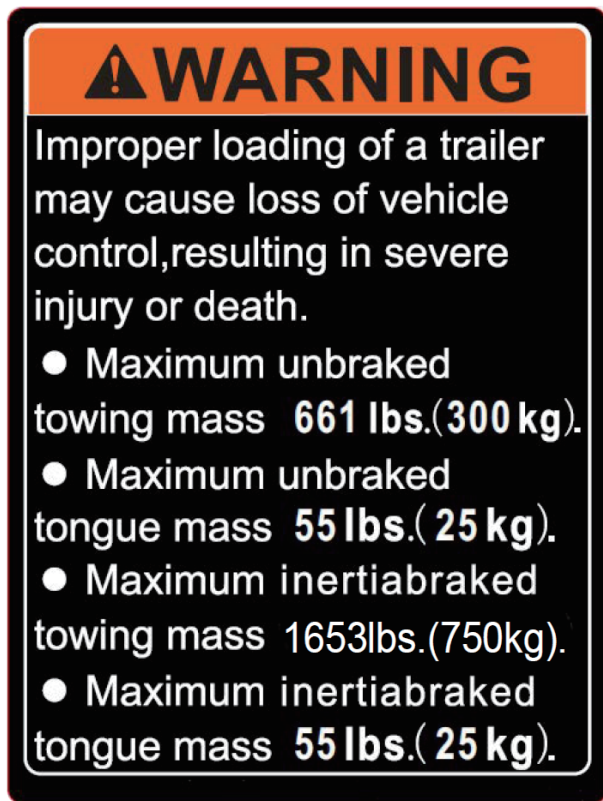 WARNING
Improper loading of a trailer
may cause loss of vehicle
control,resulting in severe
injury or death.
● Maximum unbraked
towing mass 661 lbs.(300 kg).
● Maximum unbraked
tongue mass 55 lbs.(25 kg).
● Maximum inertiabraked
towing mass 1653lbs.(750kg).
● Maximum inertiabraked
tongue mass 55 lbs.(25 kg).